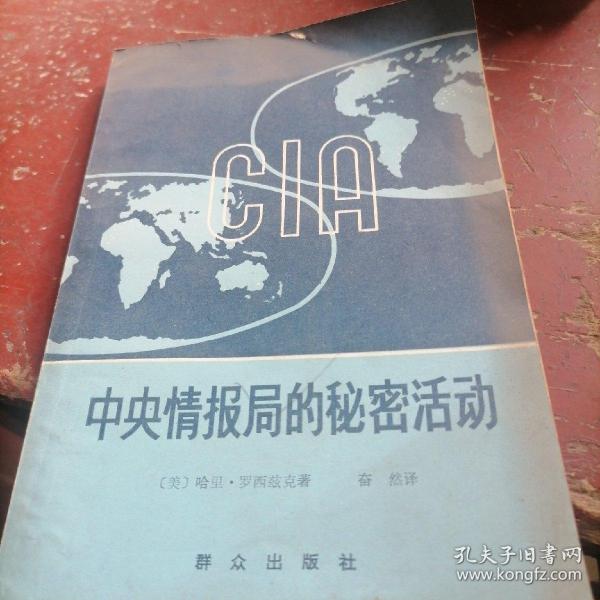 CIA
中央情报局的秘密活动
〔美〕哈里·罗西兹克著 奋 然译
群众出版社
孔夫子旧书网
www.kongfz.com